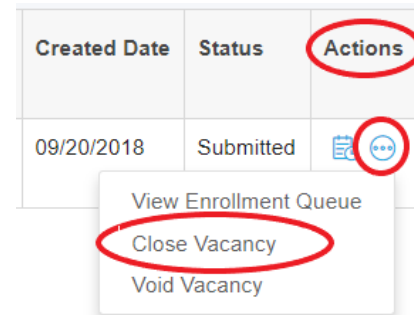 Created Date Status Actions
09/20/2018 Submitted
View Enrollment Queue
Close Vacancy
Void Vacancy